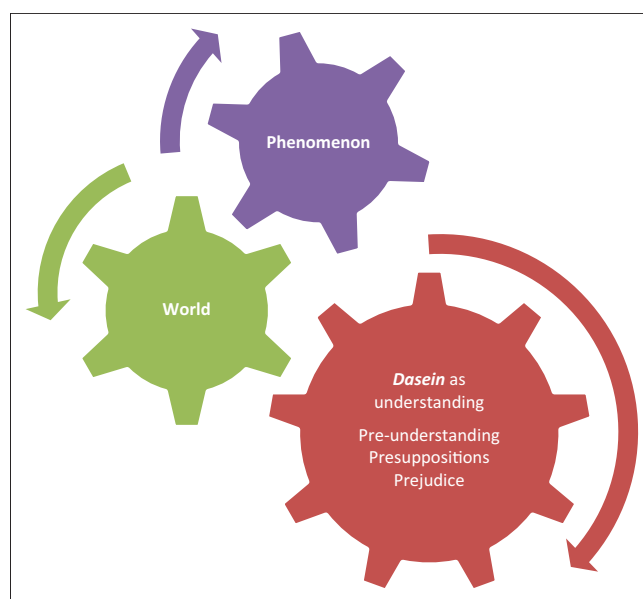 Phenomenon
World
Dasein as
understanding
Pre-understanding
Presuppositions
Prejudice